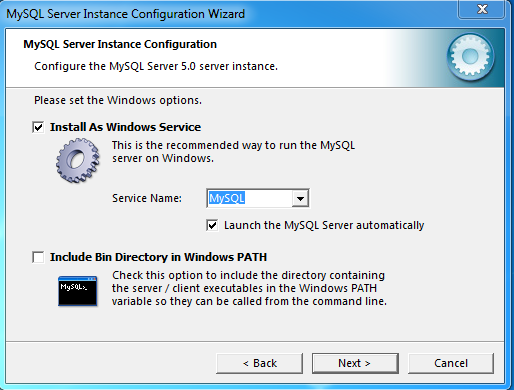 MySQL Server Instance Configuration Wizard
X
MySQL Server Instance Configuration
Configure the MySQL Server 5.0 server instance.
Please set the Windows options.
Install As Windows Service
This is the recommended way to run the MySQL
server on Windows.
Service Name: MySQL
Launch the MySQL Server automatically
Include Bin Directory in Windows PATH
MySQL>_
Check this option to include the directory containing
the server / client executables in the Windows PATH
variable so they can be called from the command line.
< Back Next > Cancel